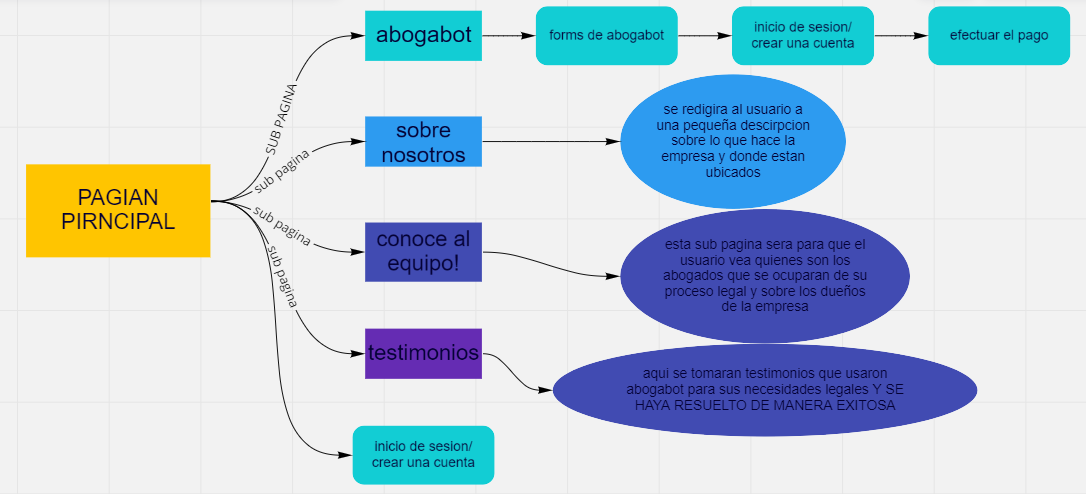 abogabot
forms de abogabot
inicio de sesion/
crear una cuenta
efectuar el pago
SUB PAGINA
sobre
nosotros
se redigira al usuario a
una pequeña descirpcion
sobre lo que hace la
empresa y donde estan
ubicados
sub pagina
PAGIAN
PIRNCIPAL
sub pagina
conoce al
equipo!
esta sub pagina sera para que el
usuario vea quienes son los
abogados que se ocuparan de su
proceso legal y sobre los dueños
de la empresa
sub pagina
testimonios
aqui se tomaran testimonios que usaron
abogabot para sus necesidades legales Y SE
HAYA RESUELTO DE MANERA EXITOSA
inicio de sesion/
crear una cuenta